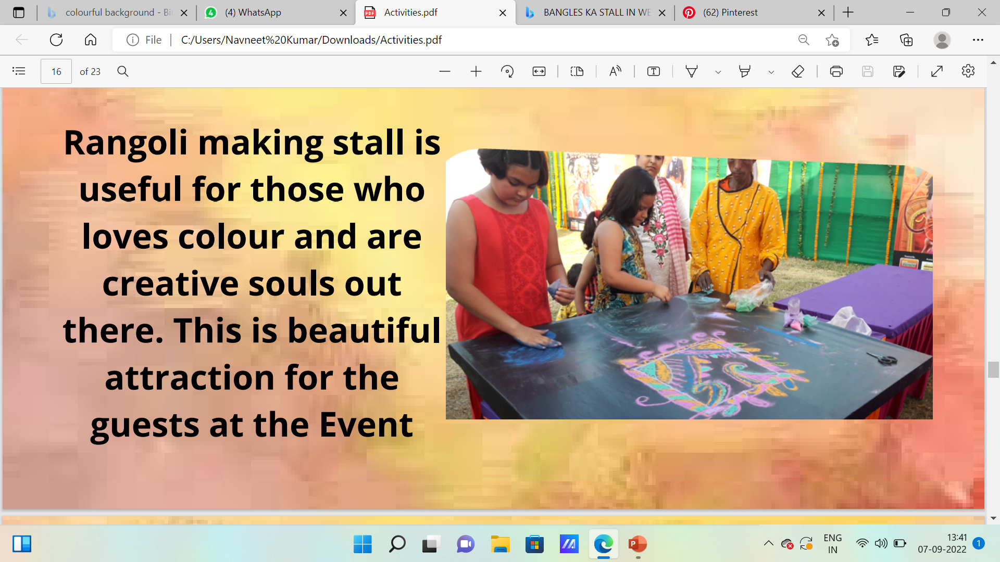 colourful background - Bi
(4) WhatsApp
Activities.pdf
BANGLES KA STALL IN WE
(62) Pinterest
File
C:/Users/Navneet%20Kumar/Downloads/Activities.pdf
16
of 23
Rangoli making stall is
useful for those who
loves colour and are
creative souls out
there. This is beautiful
attraction for the
guests at the Event
ENG
IN
13:41
07-09-2022
1